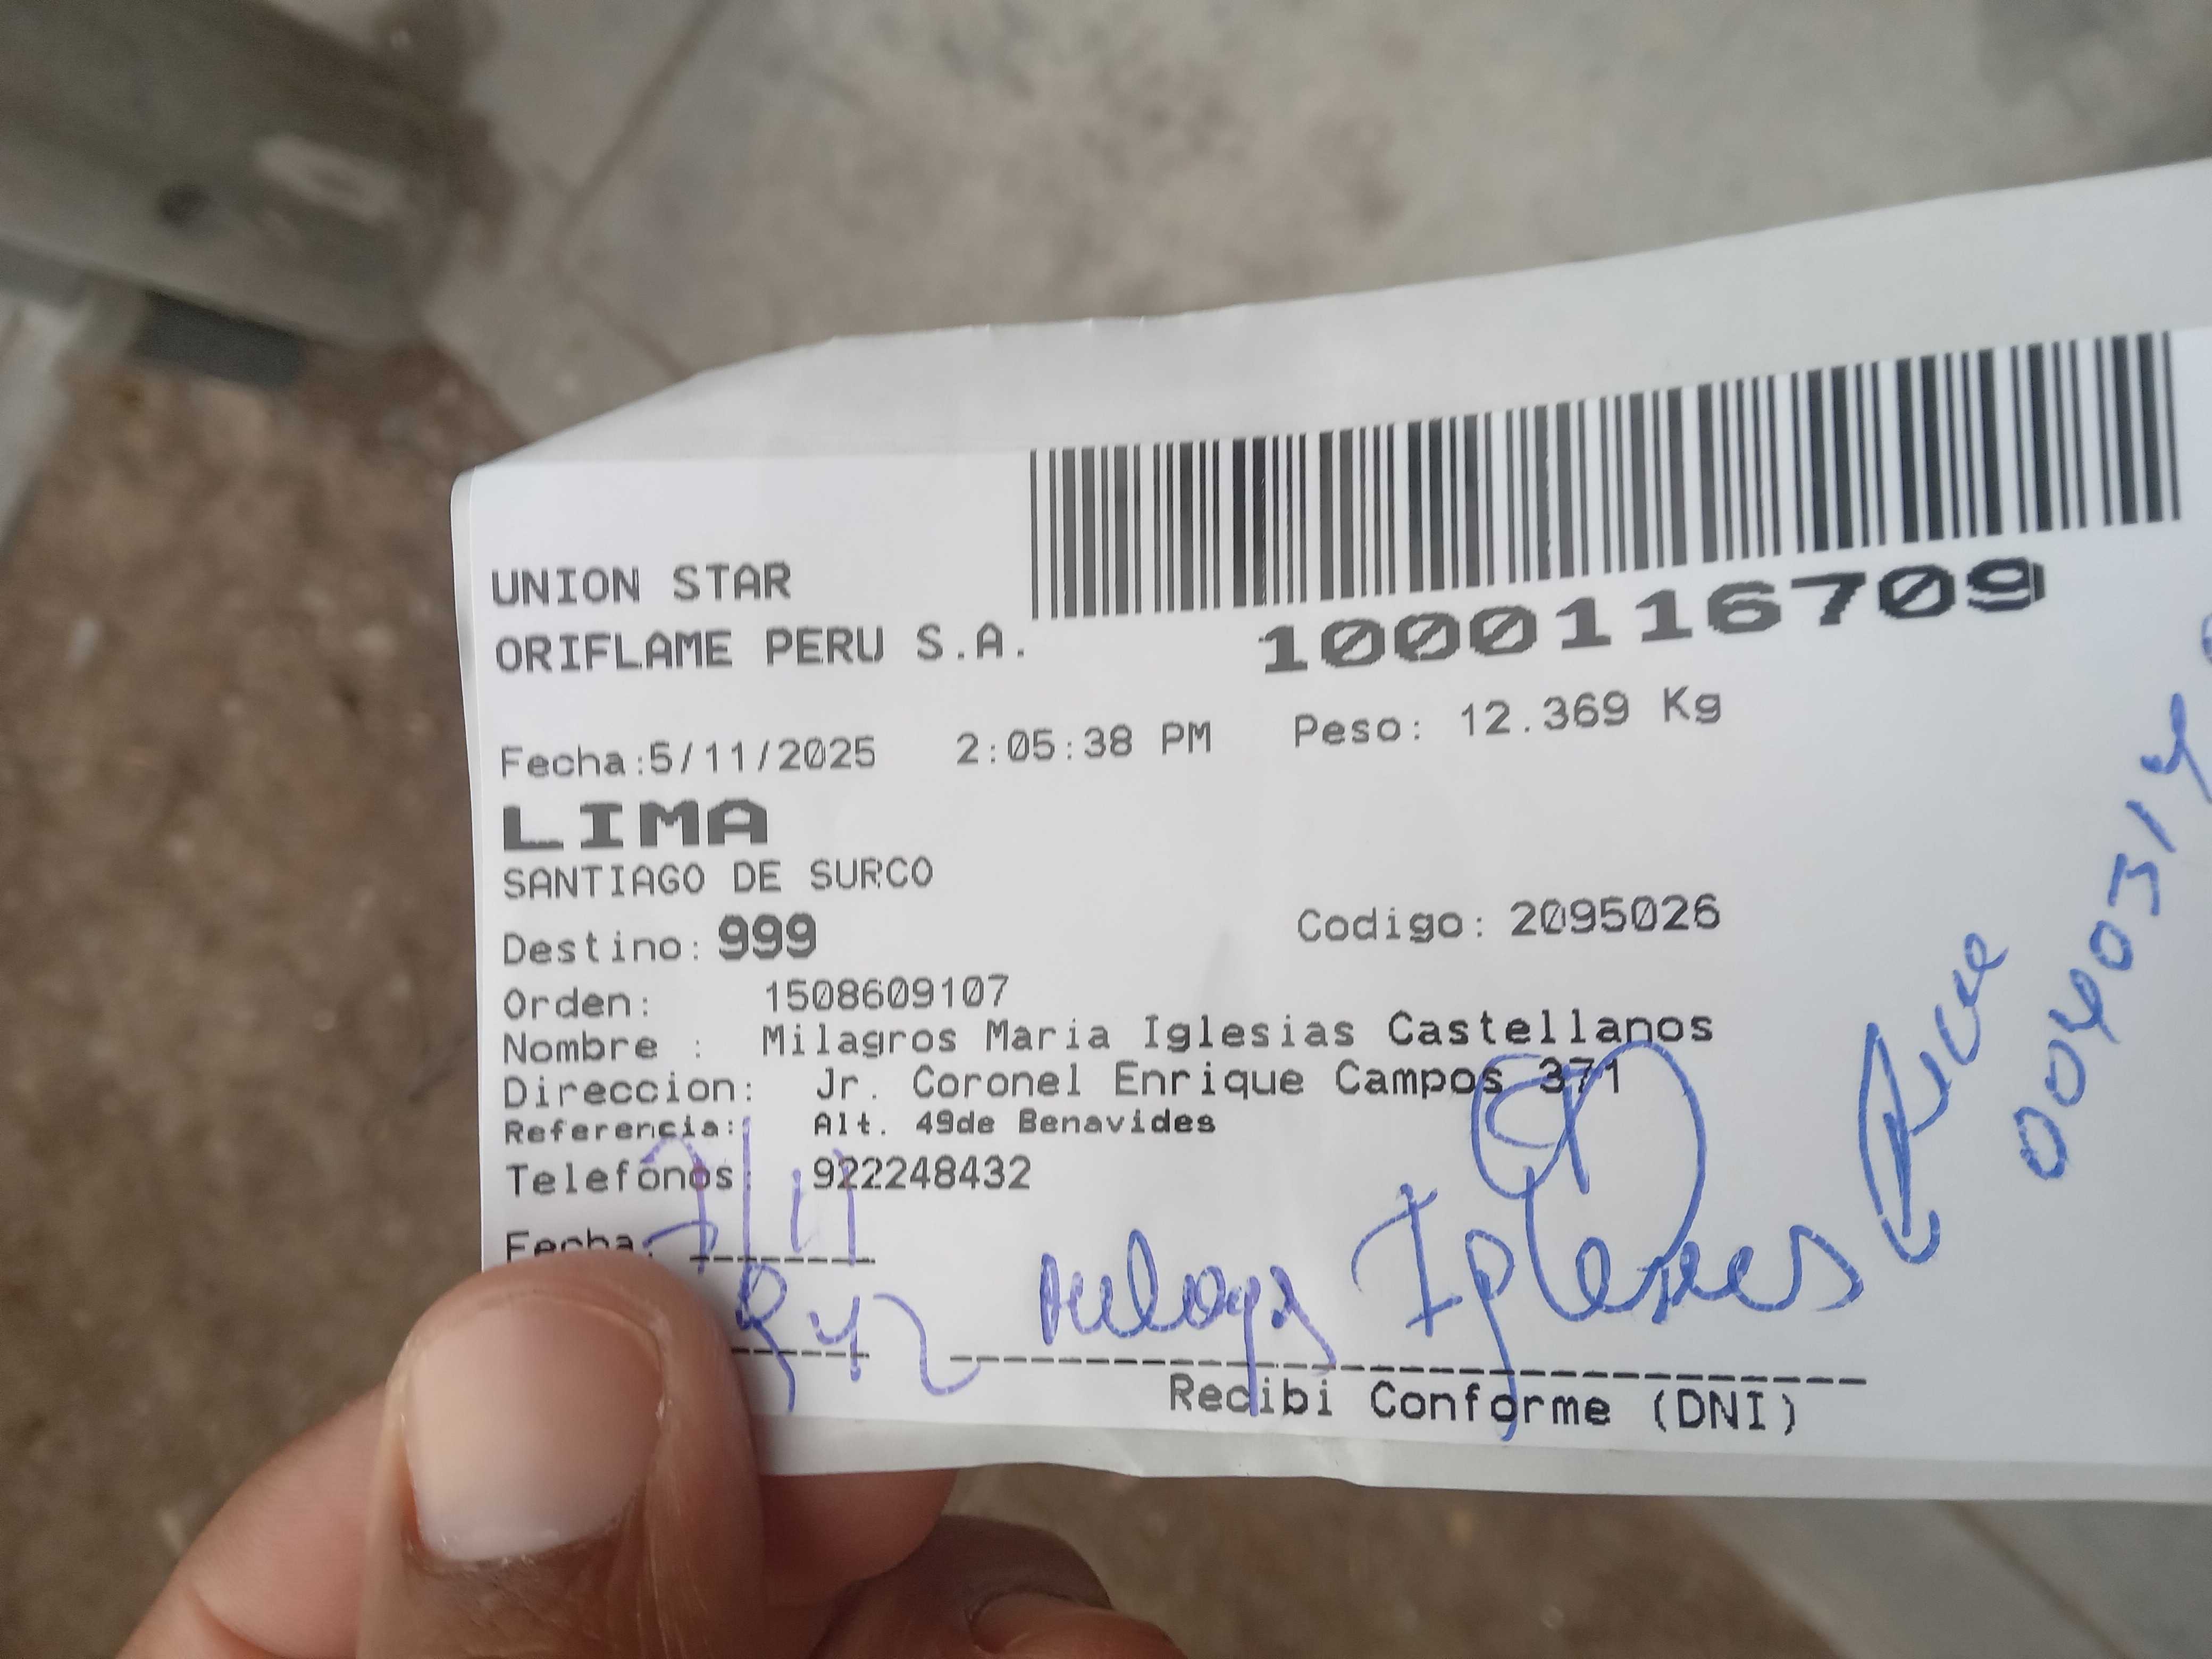 UNION STAR
ORIFLAME PERU S.A.
1000116709
Fecha:5/11/2025 2:05:38 PM Peso: 12.369 Kg
LIMA
SANTIAGO DE SURCO
Destino: 999 Codigo: 2095026
Orden: 1508609107
Nombre : Milagros Maria Iglesias Castellanos
Direccion: Jr. Coronel Enrique Campos 371
Referencia: Alt. 49de Benavides
Telefonos: 922248432
Fecha: 7/11
Recibi Conforme (DNI)